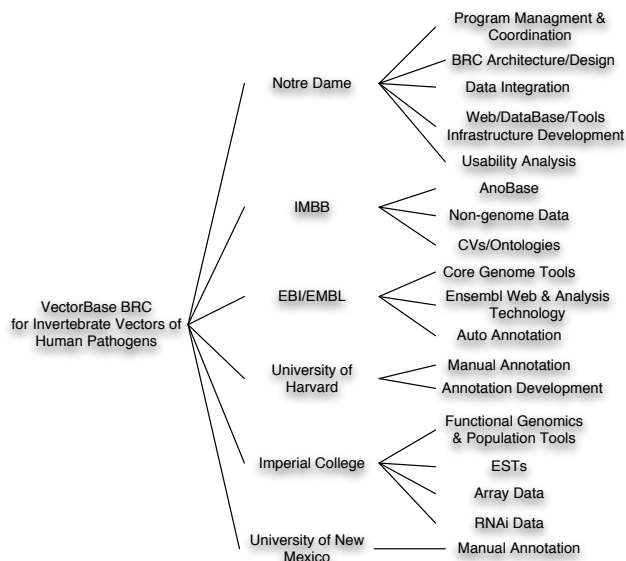 VectorBase BRC
for Invertebrate Vectors of
Human Pathogens
Notre Dame
Program Managment &
Coordination
BRC Architecture/Design
Data Integration
Web/DataBase/Tools
Infrastructure Development
Usability Analysis
IMBB
AnoBase
Non-genome Data
CVs/Ontologies
EBI/EMBL
Core Genome Tools
Ensembl Web & Analysis
Technology
Auto Annotation
University of
Harvard
Manual Annotation
Annotation Development
Imperial College
Functional Genomics
& Population Tools
ESTs
Array Data
RNAi Data
University of New
Mexico
Manual Annotation